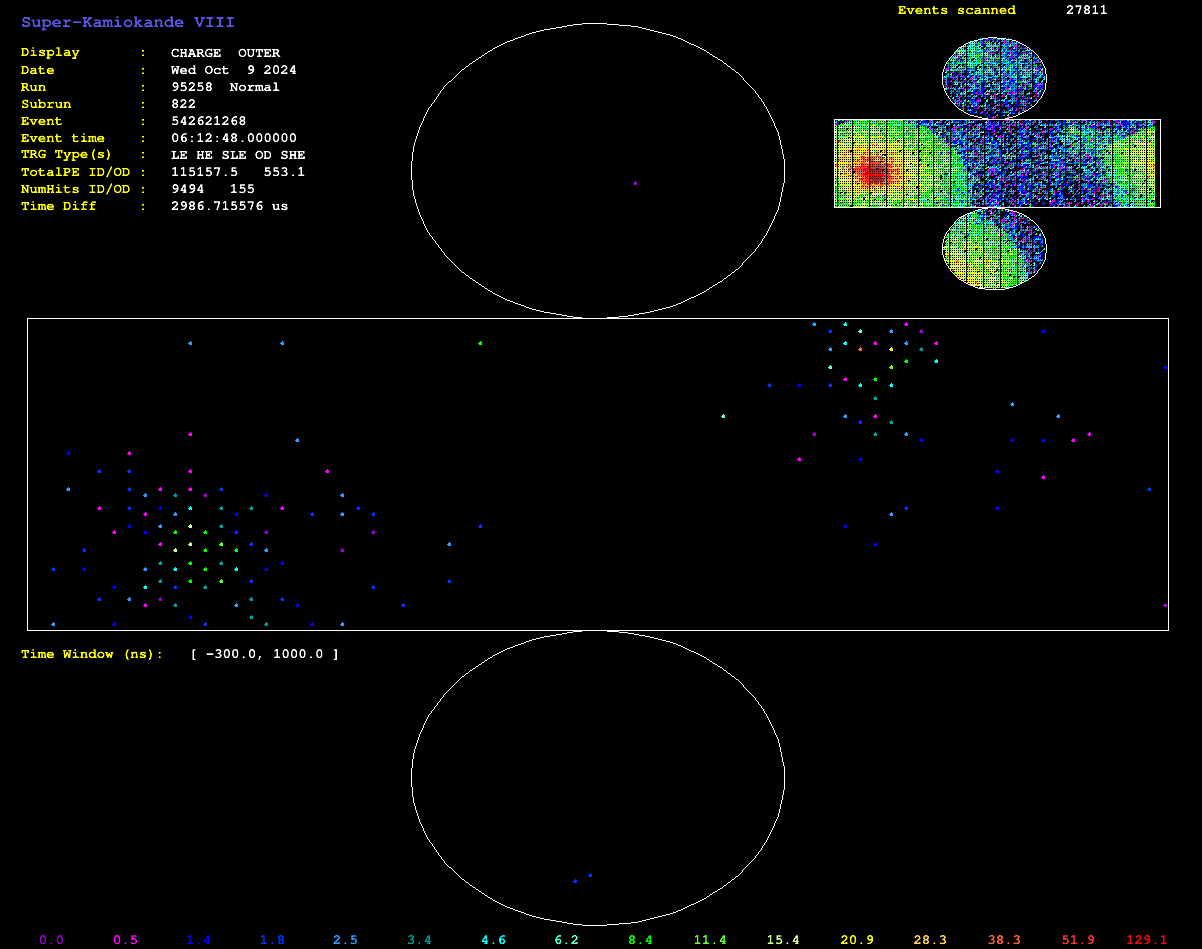 Super-Kamiokande VIII
Events scanned 27811
Display : CHARGE OUTER
Date : Wed Oct 9 2024
Run : 95258 Normal
Subrun : 822
Event : 542621268
Event time : 06:12:48.000000
TRG Type(s) : LE HE SLE OD SHE
TotalPE ID/OD : 115157.5 553.1
NumHits ID/OD : 9494 155
Time Diff : 2986.715576 us
Time Window (ns): [ -300.0, 1000.0 ]
0.0 0.5 1.4 1.8 2.5 3.4 4.6 6.2 8.4 11.4 15.4 20.9 28.3 38.3 51.9 129.1